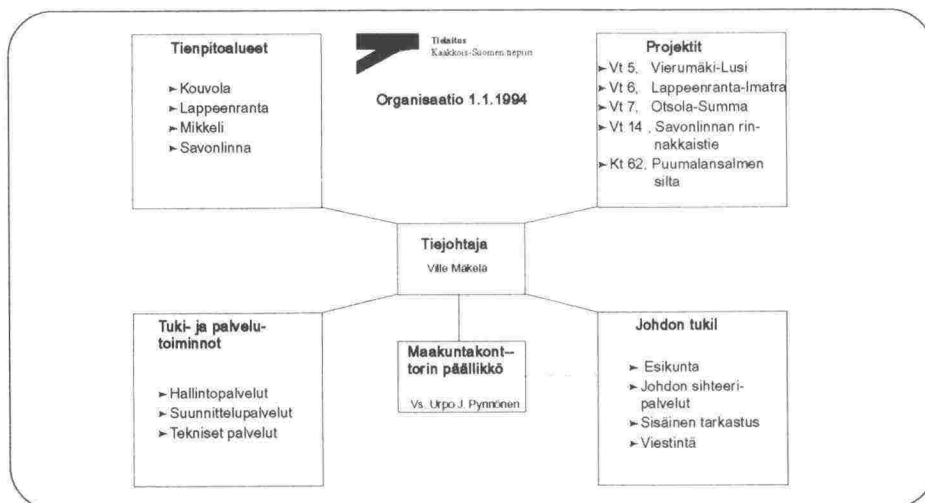 Tienpitoalueet
➤ Kouvola
➤ Lappeenranta
➤ Mikkeli
➤ Savonlinna
Tielaitos
Kaakkois-Suomen tiepiiri
Organisaatio 1.1.1994
Projektit
➤ Vt 5, Vierumäki-Lusi
➤ Vt 6, Lappeenranta-Imatra
➤ Vt 7, Otsola-Summa
➤ Vt 14 , Savonlinnan rin-
nakkaistie
➤ Kt 62, Puumalansalmen
silta
Tiejohtaja
Ville Mäkelä
Tuki- ja palvelu-
toiminnot
➤ Hallintopalvelut
➤ Suunnittelupalvelut
➤ Tekniset palvelut
Maakuntakont-
torin päällikkö
Vs. Urpo J. Pynnönen
Johdon tukil
➤ Esikunta
➤ Johdon sihteeri-
palvelut
➤ Sisäinen tarkastus
➤ Viestintä